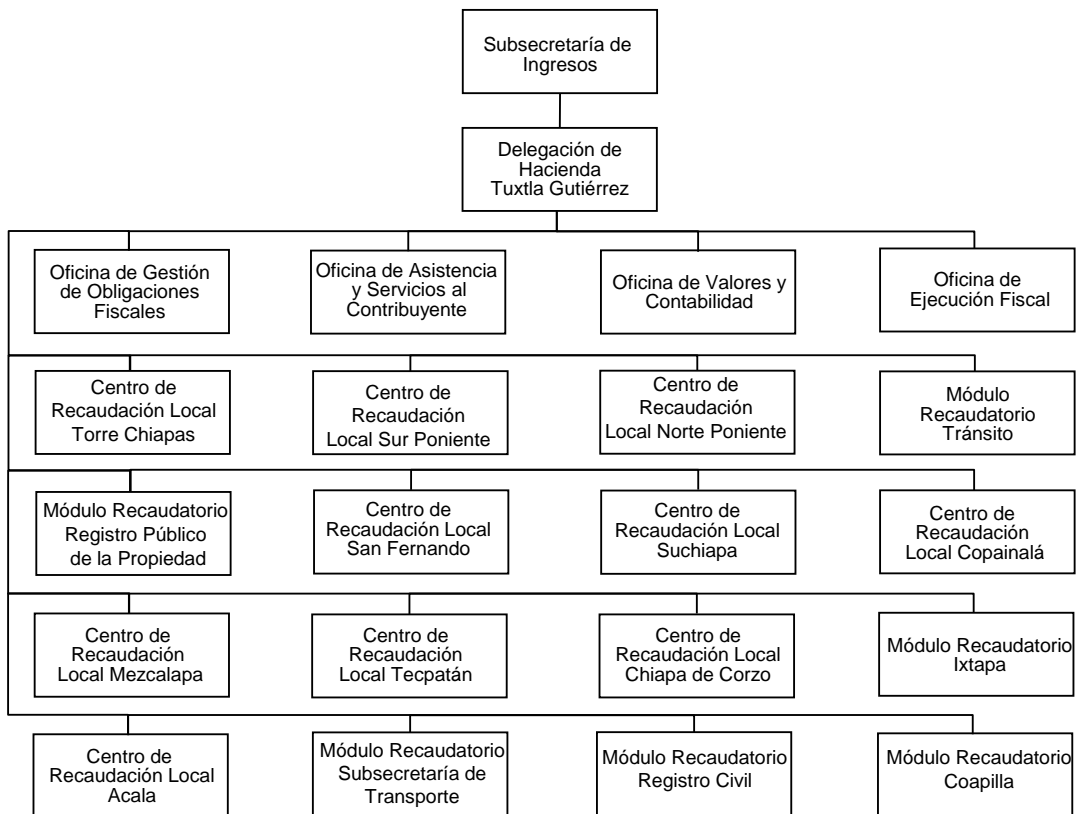 Subsecretaría de
Ingresos
Delegación de
Hacienda
Tuxtla Gutiérrez
Oficina de Gestión
de Obligaciones
Fiscales
Oficina de Asistencia
y Servicios al
Contribuyente
Oficina de Valores y
Contabilidad
Oficina de
Ejecución Fiscal
Centro de
Recaudación Local
Torre Chiapas
Centro de
Recaudación
Local Sur Poniente
Centro de
Recaudación
Local Norte Poniente
Módulo
Recaudatorio
Tránsito
Módulo Recaudatorio
Registro Público
de la Propiedad
Centro de
Recaudación Local
San Fernando
Centro de
Recaudación Local
Suchiapa
Centro de
Recaudación
Local Copainalá
Centro de
Recaudación
Local Mezcalapa
Centro de
Recaudación
Local Tecpatán
Centro de
Recaudación Local
Chiapa de Corzo
Módulo Recaudatorio
Ixtapa
Centro de
Recaudación Local
Acala
Módulo Recaudatorio
Subsecretaría de
Transporte
Módulo Recaudatorio
Registro Civil
Módulo Recaudatorio
Coapilla